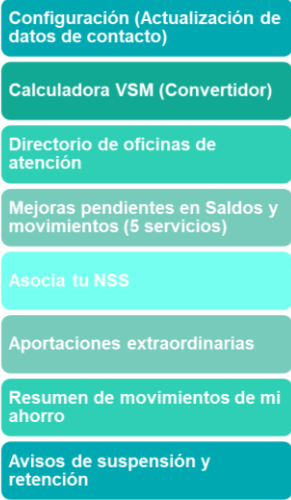 Configuración (Actualización de
datos de contacto)
Calculadora VSM (Convertidor)
Directorio de oficinas de
atención
Mejoras pendientes en Saldos y
movimientos (5 servicios)
Asocia tu NSS
Aportaciones extraordinarias
Resumen de movimientos de mi
ahorro
Avisos de suspensión y
retención